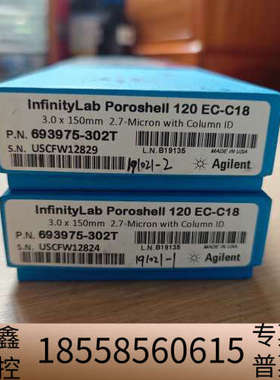 InfinityLab Poroshell 120 EC-C18
3.0 x 150mm 2.7-Micron with Column ID
P.N. 693975-302T
L.N. B19135
MADE IN USA
S.N. USCFW12829
191021-2
Agilent
InfinityLab Poroshell 120 EC-C18
3.0 x 150mm 2.7-Micron with Column ID
P.N. 693975-302T
L.N. B19135
MADE IN USA
S.N. USCFW12824
191021-1
Agilent
鑫
控
18558560615
专
普